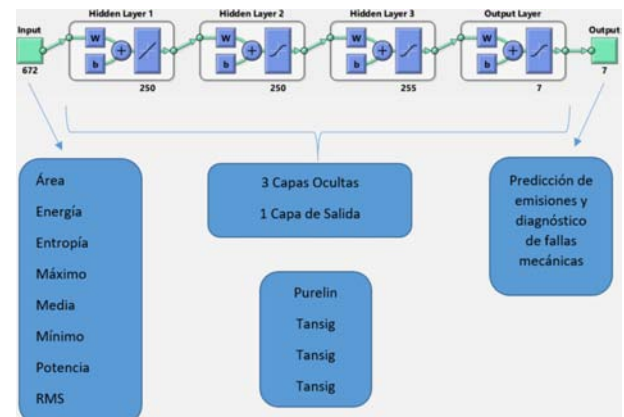 Hidden Layer 1
Hidden Layer 2
Hidden Layer 3
Output Layer
Input
Output
W
W
W
W
b
b
b
b
672
250
250
255
7
7
Área
Energía
Entropía
Máximo
Media
Mínimo
Potencia
RMS
3 Capas Ocultas
1 Capa de Salida
Purelin
Tansig
Tansig
Tansig
Predicción de
emisiones y
diagnóstico
de fallas
mecánicas